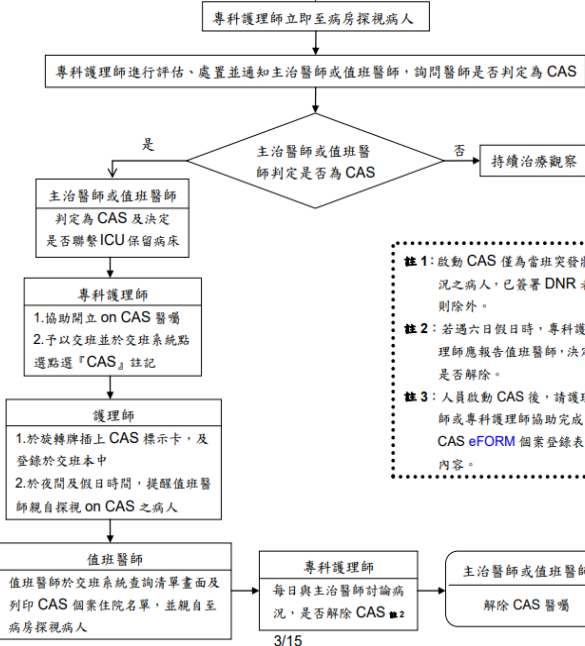 專科護理師立即至病房探視病人
專科護理師進行評估、處置並通知主治醫師或值班醫師，詢問醫師是否判定為 CAS
主治醫師或值班醫
師判定是否為 CAS
是
否
持續治療觀察
主治醫師或值班醫師
判定為 CAS 及決定
是否聯繫 ICU 保留病床
專科護理師
1.協助開立 on CAS 醫囑
2.予以交班並於交班系統點
選點選『CAS』註記
護理師
1.於旋轉牌插上 CAS 標示卡，及
登錄於交班本中
2.於夜間及假日時間，提醒值班醫
師親自探視 on CAS 之病人
註 1：啟動 CAS 僅為當班突發狀
況之病人，已簽署 DNR
則除外。
註 2：若遇六日假日時，專科護
理師應報告值班醫師，決定
是否解除。
註 3：人員啟動 CAS 後，請護理
師或專科護理師協助完成
CAS eFORM 個案登錄表
內容。
值班醫師
值班醫師於交班系統查詢清單畫面及
列印 CAS 個案住院名單，並親自至
病房探視病人
專科護理師
每日與主治醫師討論病
況，是否解除 CAS 註2
主治醫師或值班醫師
解除 CAS 醫囑
3/15